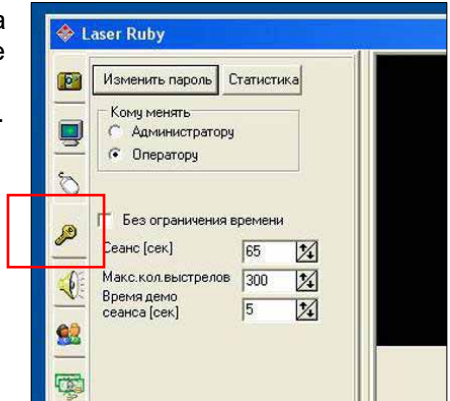 а
е
.
Laser Ruby
Изменить пароль Статистика
Кому менять
Администратору
Оператору
Без ограничения времени
Сеанс [сек] 65
Макс.кол.выстрелов 300
Время демо
сеанса [сек] 5